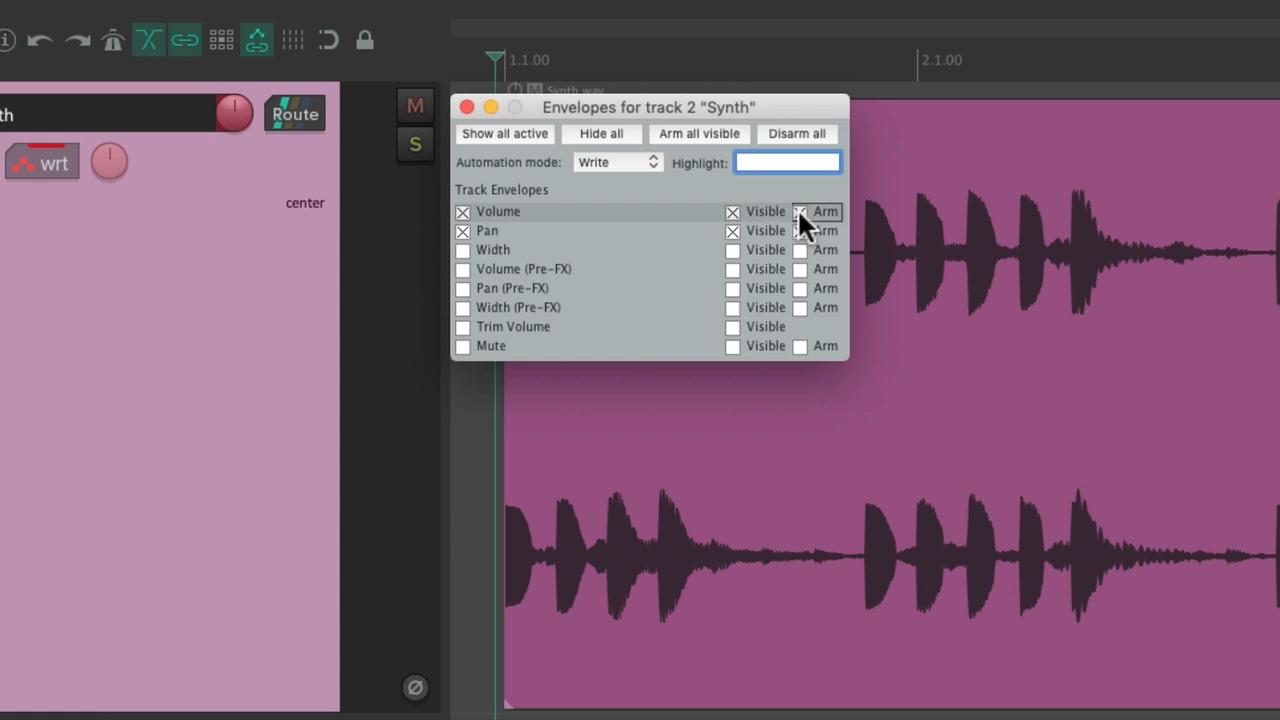 1.1.00 2.1.00
Synth.wav
th Route M
Envelopes for track 2 "Synth"
Show all active Hide all Arm all visible Disarm all
S
wrt
Automation mode: Write Highlight:
Track Envelopes
center
Volume Visible Arm
Pan Visible Arm
Width Visible Arm
Volume (Pre-FX) Visible Arm
Pan (Pre-FX) Visible Arm
Width (Pre-FX) Visible Arm
Trim Volume Visible
Mute Visible Arm